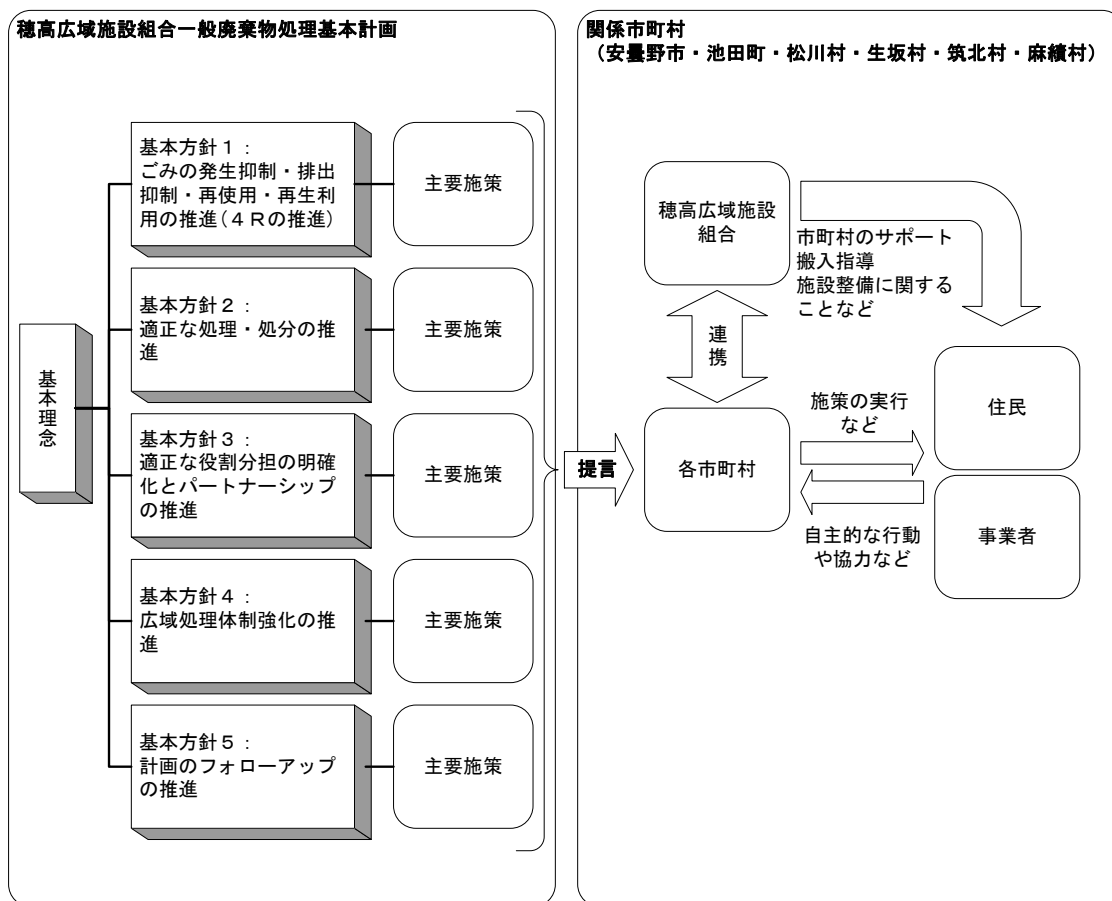 穂高広域施設組合一般廃棄物処理基本計画
基本理念
基本方針１：
ごみの発生抑制・排出
抑制・再使用・再生利
用の推進（４Ｒの推進）
主要施策
基本方針２：
適正な処理・処分の推
進
主要施策
基本方針３：
適正な役割分担の明確
化とパートナーシップ
の推進
主要施策
基本方針４：
広域処理体制強化の推
進
主要施策
基本方針５：
計画のフォローアップ
の推進
主要施策
提言
関係市町村
（安曇野市・池田町・松川村・生坂村・筑北村・麻績村）
穂高広域施設
組合
市町村のサポート
搬入指導
施設整備に関する
ことなど
連携
各市町村
施策の実行
など
自主的な行動
や協力など
住民
事業者